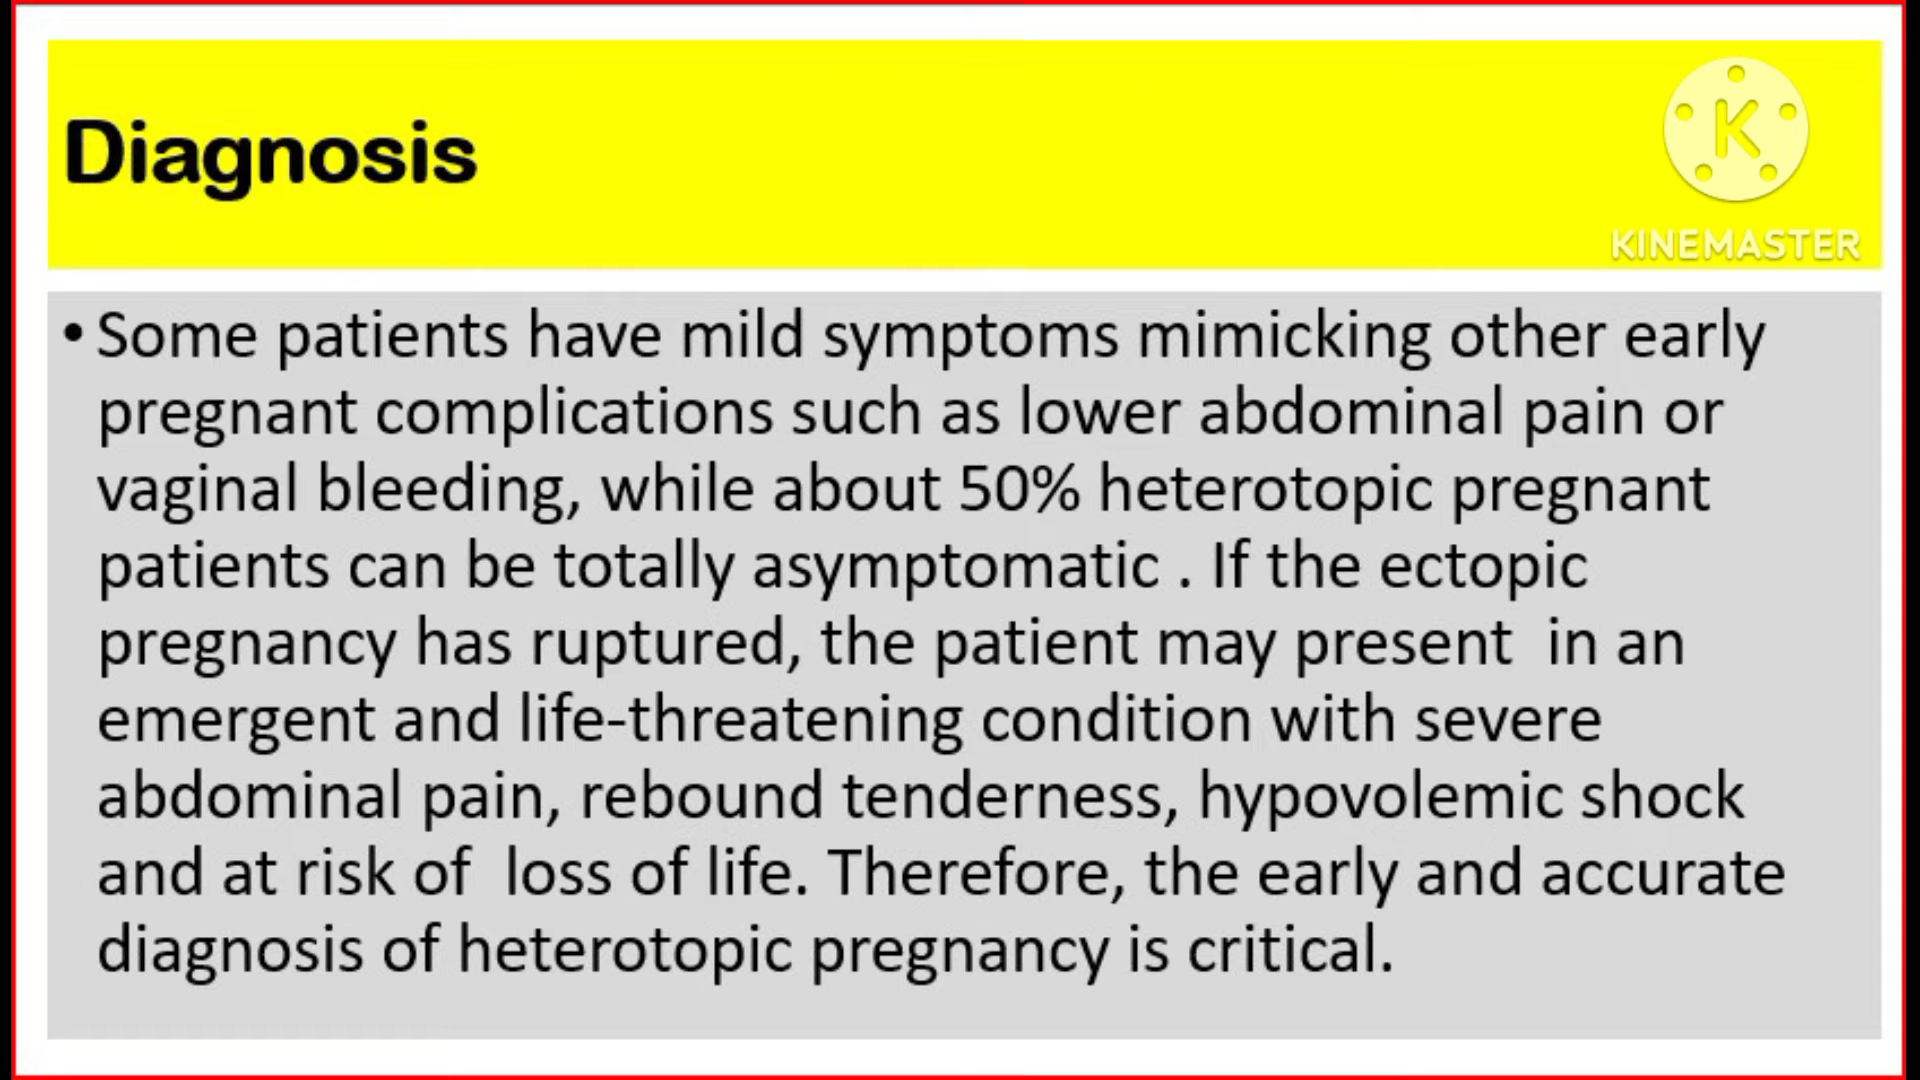 Diagnosis
K
KINEMASTER
• Some patients have mild symptoms mimicking other early
pregnant complications such as lower abdominal pain or
vaginal bleeding, while about 50% heterotopic pregnant
patients can be totally asymptomatic . If the ectopic
pregnancy has ruptured, the patient may present  in an
emergent and life-threatening condition with severe
abdominal pain, rebound tenderness, hypovolemic shock
and at risk of  loss of life. Therefore, the early and accurate
diagnosis of heterotopic pregnancy is critical.